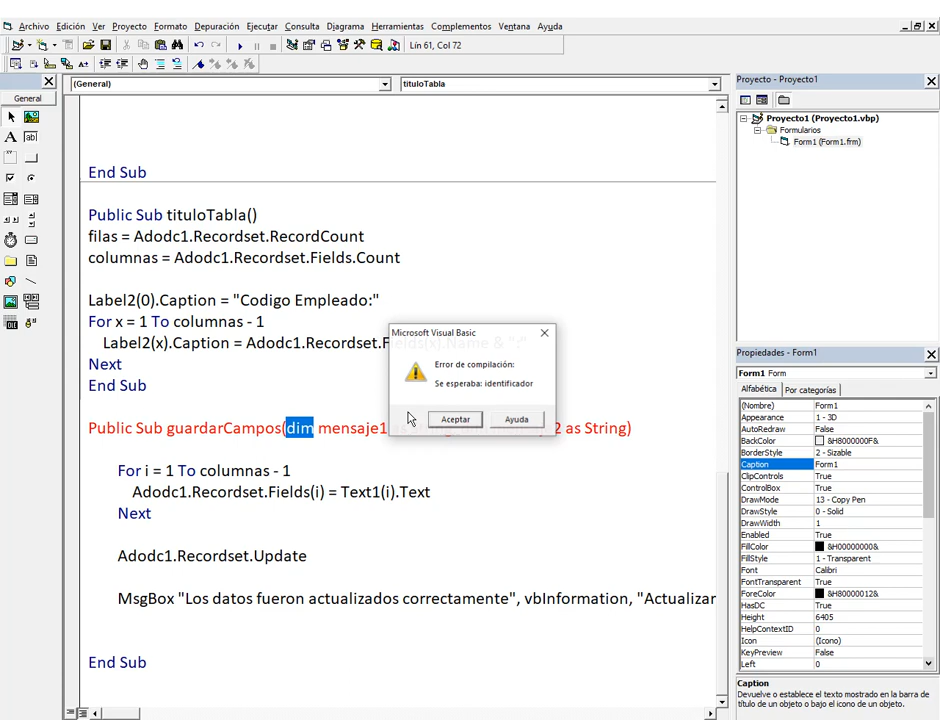 Archivo Edición Ver Proyecto Formato Depuración Ejecutar Consulta Diagrama Herramientas Complementos Ventana Ayuda
Lín 61, Col 72
General
(General)
tituloTabla
End Sub
Public Sub tituloTabla()
filas = Adodc1.Recordset.RecordCount
columnas = Adodc1.Recordset.Fields.Count
Label2(0).Caption = "Codigo Empleado:"
For x = 1 To columnas - 1
Label2(x).Caption = Adodc1.Recordset.Fields(x).Name & ":"
Next
End Sub
Public Sub guardarCampos(dim mensaje1 2 as String)
For i = 1 To columnas - 1
Adodc1.Recordset.Fields(i) = Text1(i).Text
Next
Adodc1.Recordset.Update
MsgBox "Los datos fueron actualizados correctamente", vbInformation, "Actualizar
End Sub
Microsoft Visual Basic
Error de compilación:
Se esperaba: identificador
Aceptar Ayuda
Proyecto - Proyecto1
Proyecto1 (Proyecto1.vbp)
Formularios
Form1 (Form1.frm)
Propiedades - Form1
Form1 Form
Alfabética Por categorías
(Nombre) Form1
Appearance 1 - 3D
AutoRedraw False
BackColor &H8000000F&
BorderStyle 2 - Sizable
Caption Form1
ClipControls True
ControlBox True
DrawMode 13 - Copy Pen
DrawStyle 0 - Solid
DrawWidth 1
Enabled True
FillColor &H00000000&
FillStyle 1 - Transparent
Font Calibri
FontTransparent True
ForeColor &H80000012&
HasDC True
Height 6405
HelpContextID 0
Icon (Icono)
KeyPreview False
Left 0
Caption
Devuelve o establece el texto mostrado en la barra de
título de un objeto o bajo el icono de un objeto.